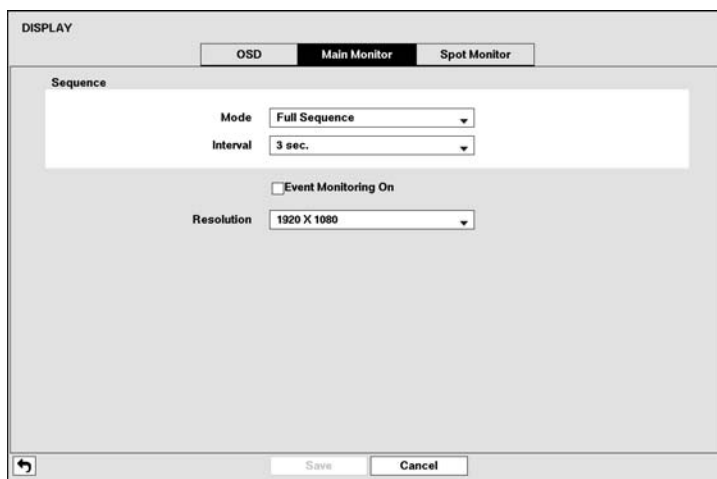 DISPLAY
OSD Main Monitor Spot Monitor
Sequence
Mode Full Sequence
Interval 3 sec.
Event Monitoring On
Resolution 1920 X 1080
Save Cancel